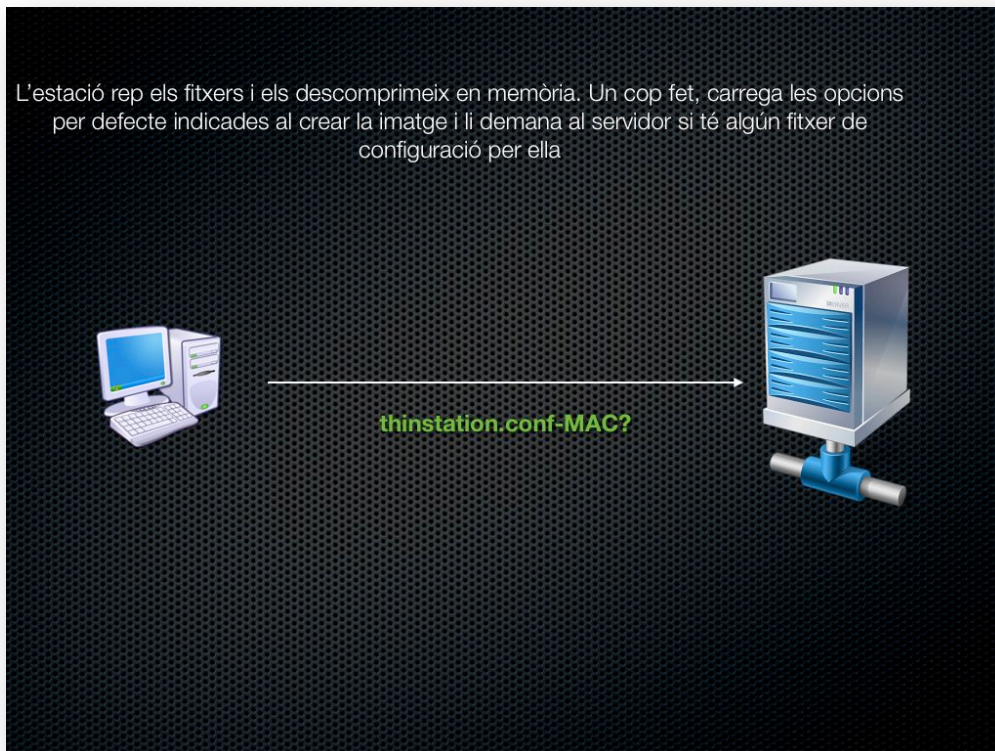 L'estació rep els fitxers i els descomprimeix en memòria. Un cop fet, carrega les opcions
per defecte indicades al crear la imatge i li demana al servidor si té algún fitxer de
configuració per ella
thinstation.conf-MAC?